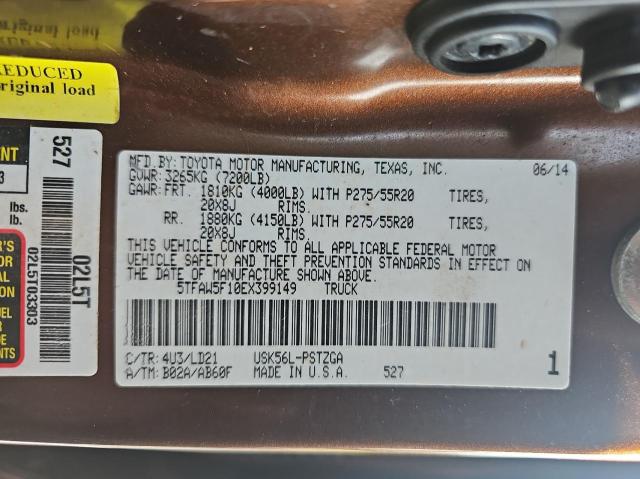 REDUCED
original load
527
lbs.
lb.
02L5T03303
02L5T
MFD.BY:TOYOTA MOTOR MANUFACTURING, TEXAS, INC. 06/14
GVWR:3265KG (7200LB)
GAWR:FRT. 1810KG (4000LB) WITH P275/55R20 TIRES,
20X8J RIMS
RR. 1880KG (4150LB) WITH P275/55R20 TIRES,
20X8J RIMS.
THIS VEHICLE CONFORMS TO ALL APPLICABLE FEDERAL MOTOR
VEHICLE SAFETY AND THEFT PREVENTION STANDARDS IN EFFECT ON
THE DATE OF MANUFACTURE SHOWN ABOVE.
5TFAW5F10EX399149 TRUCK
C/TR:4U3/LD21 USK56L-PSTZGA
A/TM:B02A/AB60F MADE IN U.S.A. 527
1